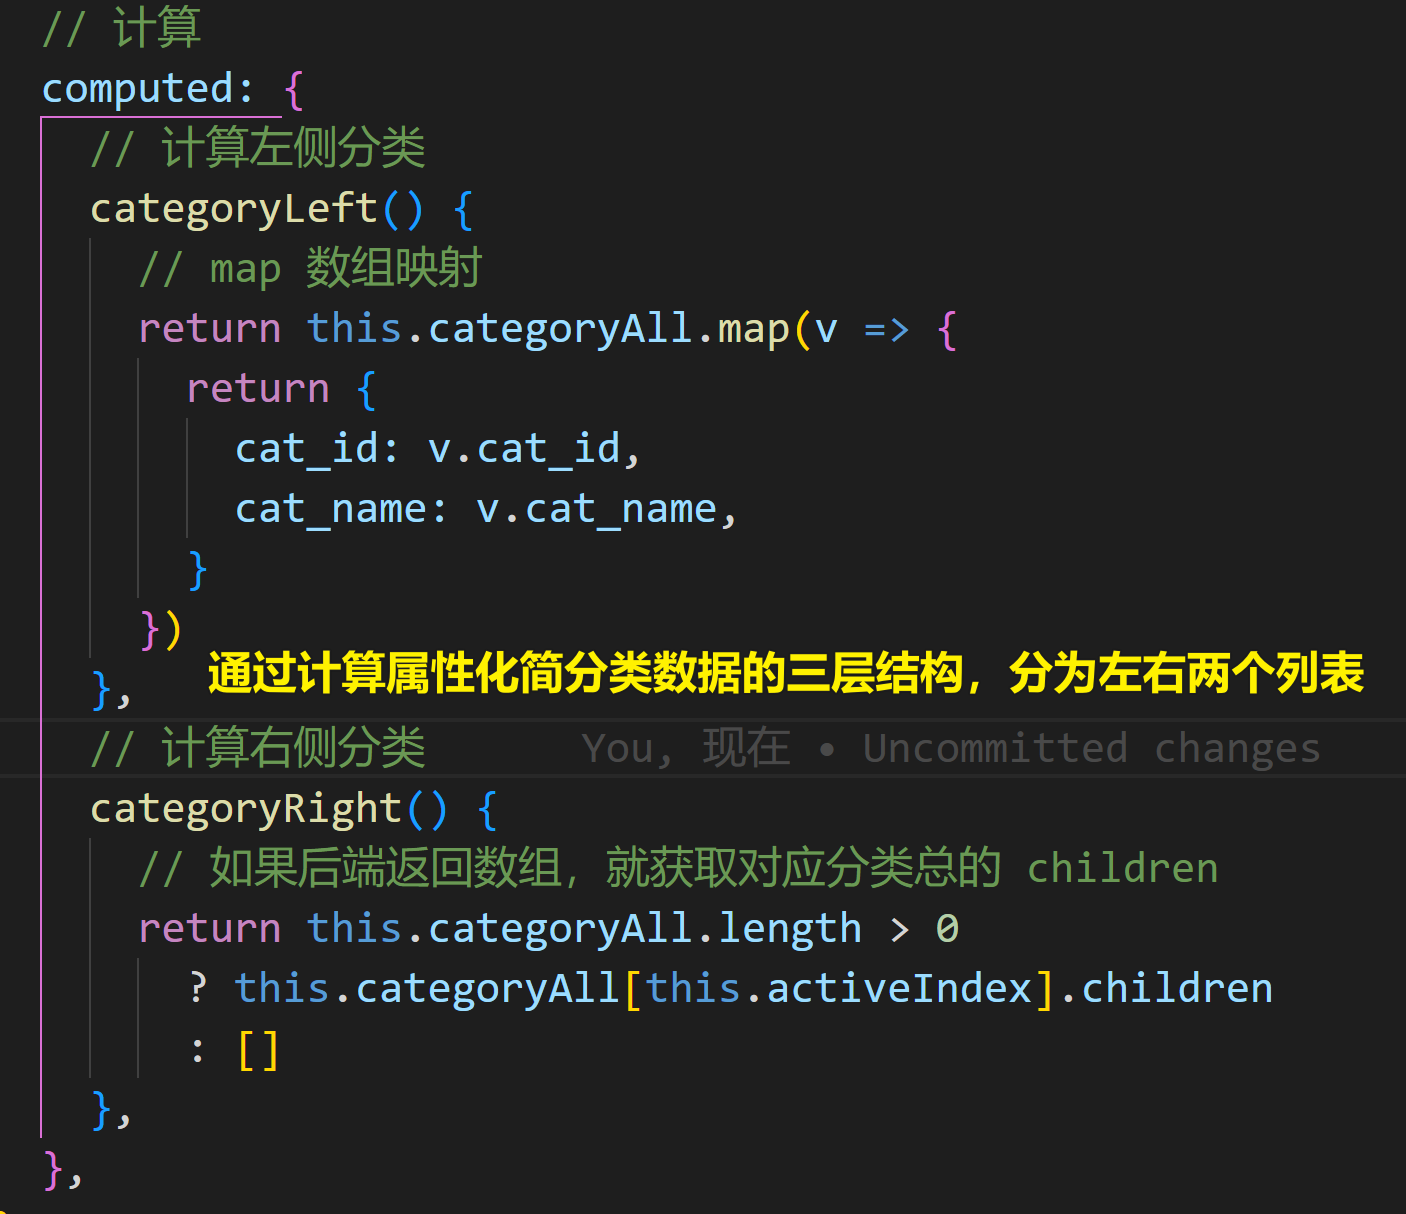 // 计算
computed: {
// 计算左侧分类
categoryLeft() {
// map 数组映射
return this.categoryAll.map(v => {
return {
cat_id: v.cat_id,
cat_name: v.cat_name,
}
})
},
通过计算属性化简分类数据的三层结构，分为左右两个列表
// 计算右侧分类 You, 现在 • Uncommitted changes
categoryRight() {
// 如果后端返回数组，就获取对应分类总的 children
return this.categoryAll.length > 0
? this.categoryAll[this.activeIndex].children
: []
},
},